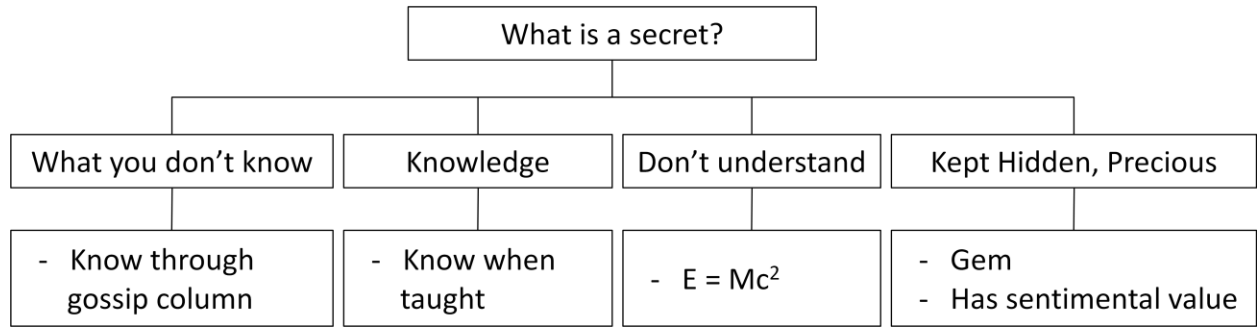 What is a secret?
What you don't know
Knowledge
Don't understand
Kept Hidden, Precious
- Know through
gossip column
- Know when
taught
- E = Mc²
- Gem
- Has sentimental value